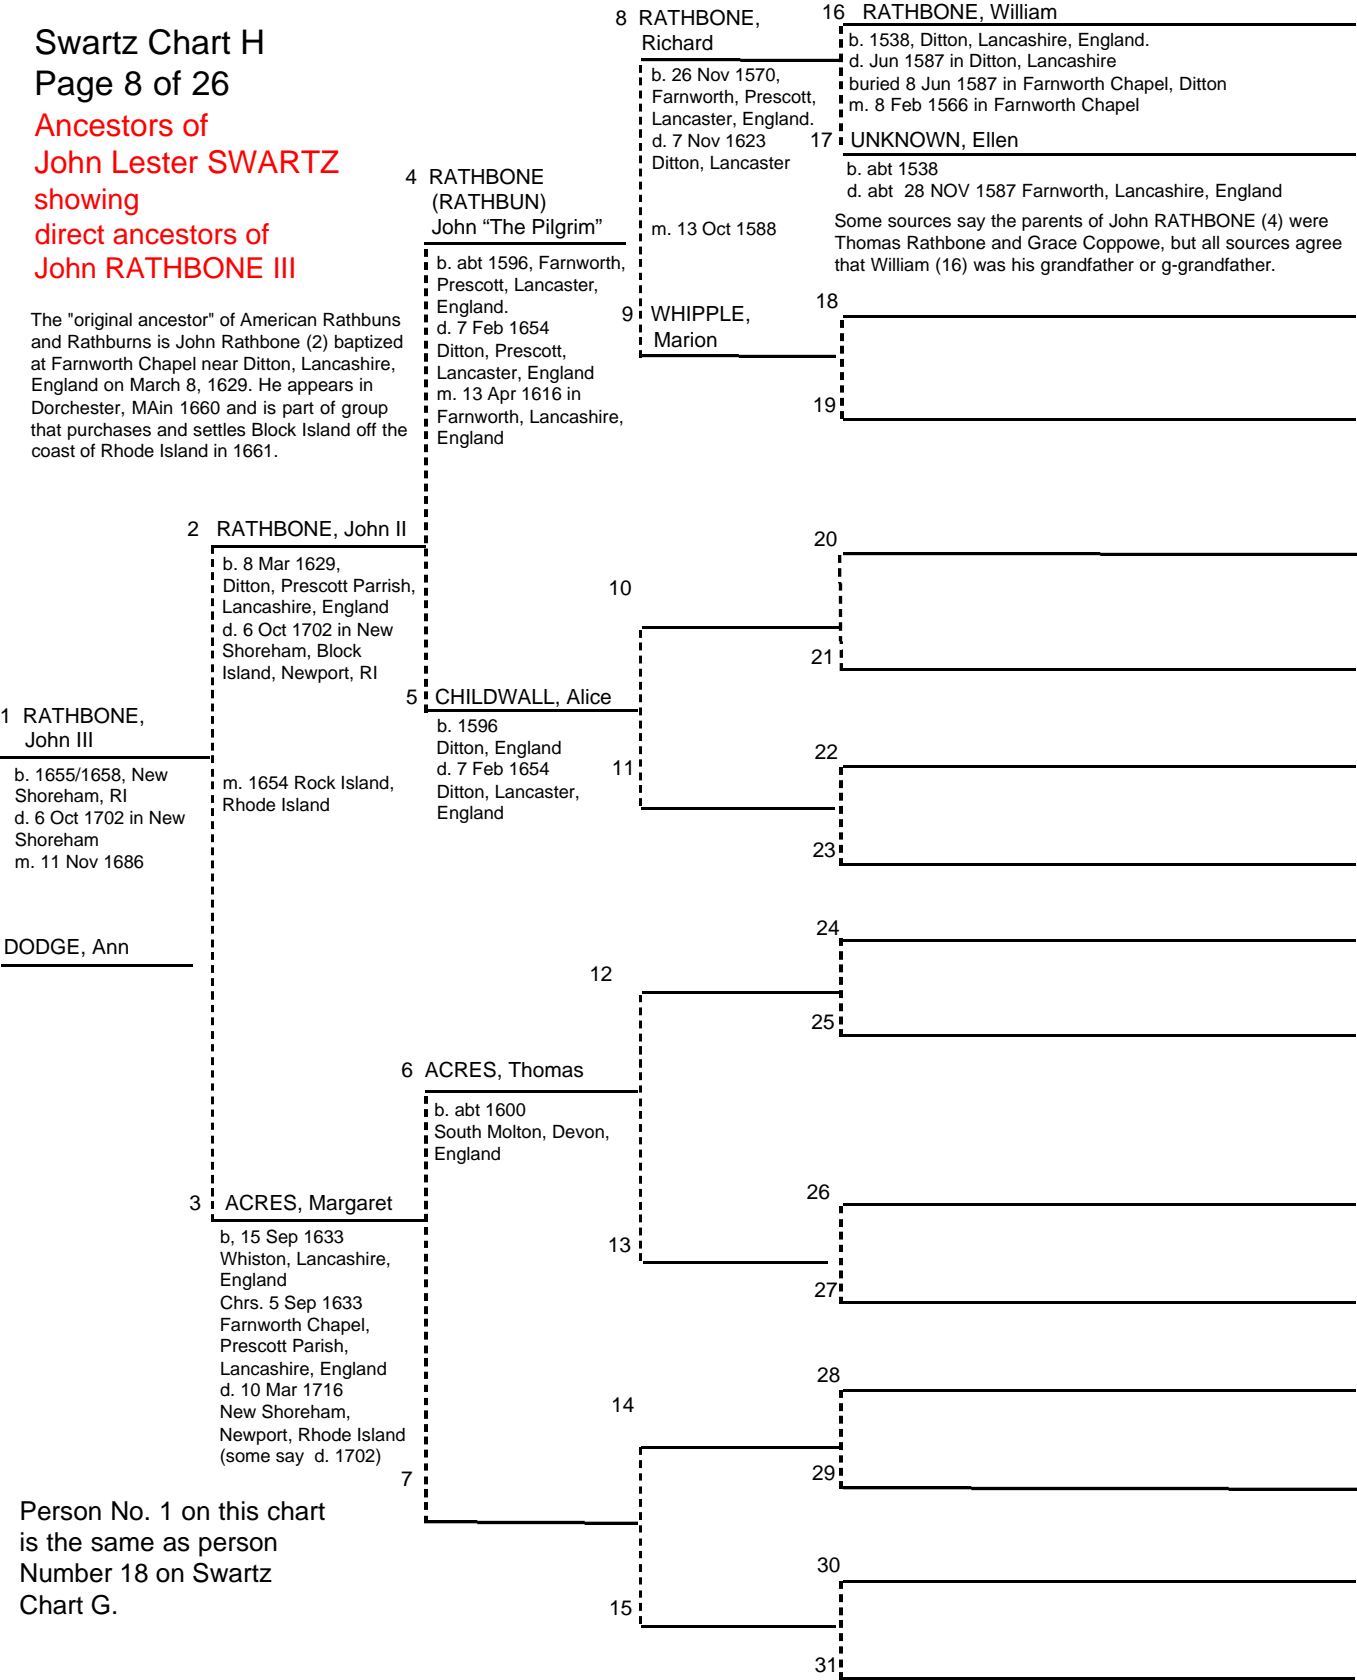 Swartz Chart H
Page 8 of 26
Ancestors of
John Lester SWARTZ
showing
direct ancestors of
John RATHBONE III
The "original ancestor" of American Rathbuns
and Rathburns is John Rathbone (2) baptized
at Farnworth Chapel near Ditton, Lancashire,
England on March 8, 1629. He appears in
Dorchester, MAin 1660 and is part of group
that purchases and settles Block Island off the
coast of Rhode Island in 1661.
1 RATHBONE,
John III
b. 1655/1658, New
Shoreham, RI
d. 6 Oct 1702 in New
Shoreham
m. 11 Nov 1686
DODGE, Ann
2 RATHBONE, John II
b. 8 Mar 1629,
Ditton, Prescott Parrish,
Lancashire, England
d. 6 Oct 1702 in New
Shoreham, Block
Island, Newport, RI
m. 1654 Rock Island,
Rhode Island
3 ACRES, Margaret
b, 15 Sep 1633
Whiston, Lancashire,
England
Chrs. 5 Sep 1633
Farnworth Chapel,
Prescott Parish,
Lancashire, England
d. 10 Mar 1716
New Shoreham,
Newport, Rhode Island
(some say d. 1702)
4 RATHBONE
(RATHBUN)
John “The Pilgrim”
b. abt 1596, Farnworth,
Prescott, Lancaster,
England.
d. 7 Feb 1654
Ditton, Prescott,
Lancaster, England
m. 13 Apr 1616 in
Farnworth, Lancashire,
England
5 CHILDWALL, Alice
b. 1596
Ditton, England
d. 7 Feb 1654
Ditton, Lancaster,
England
6 ACRES, Thomas
b. abt 1600
South Molton, Devon,
England
7
8 RATHBONE,
Richard
b. 26 Nov 1570,
Farnworth, Prescott,
Lancaster, England.
d. 7 Nov 1623
Ditton, Lancaster
m. 13 Oct 1588
9 WHIPPLE,
Marion
10
11
12
13
14
15
16 RATHBONE, William
b. 1538, Ditton, Lancashire, England.
d. Jun 1587 in Ditton, Lancashire
buried 8 Jun 1587 in Farnworth Chapel, Ditton
m. 8 Feb 1566 in Farnworth Chapel
17 UNKNOWN, Ellen
b. abt 1538
d. abt 28 NOV 1587 Farnworth, Lancashire, England
Some sources say the parents of John RATHBONE (4) were
Thomas Rathbone and Grace Coppowe, but all sources agree
that William (16) was his grandfather or g-grandfather.
18
19
20
21
22
23
24
25
26
27
28
29
30
31
Person No. 1 on this chart
is the same as person
Number 18 on Swartz
Chart G.